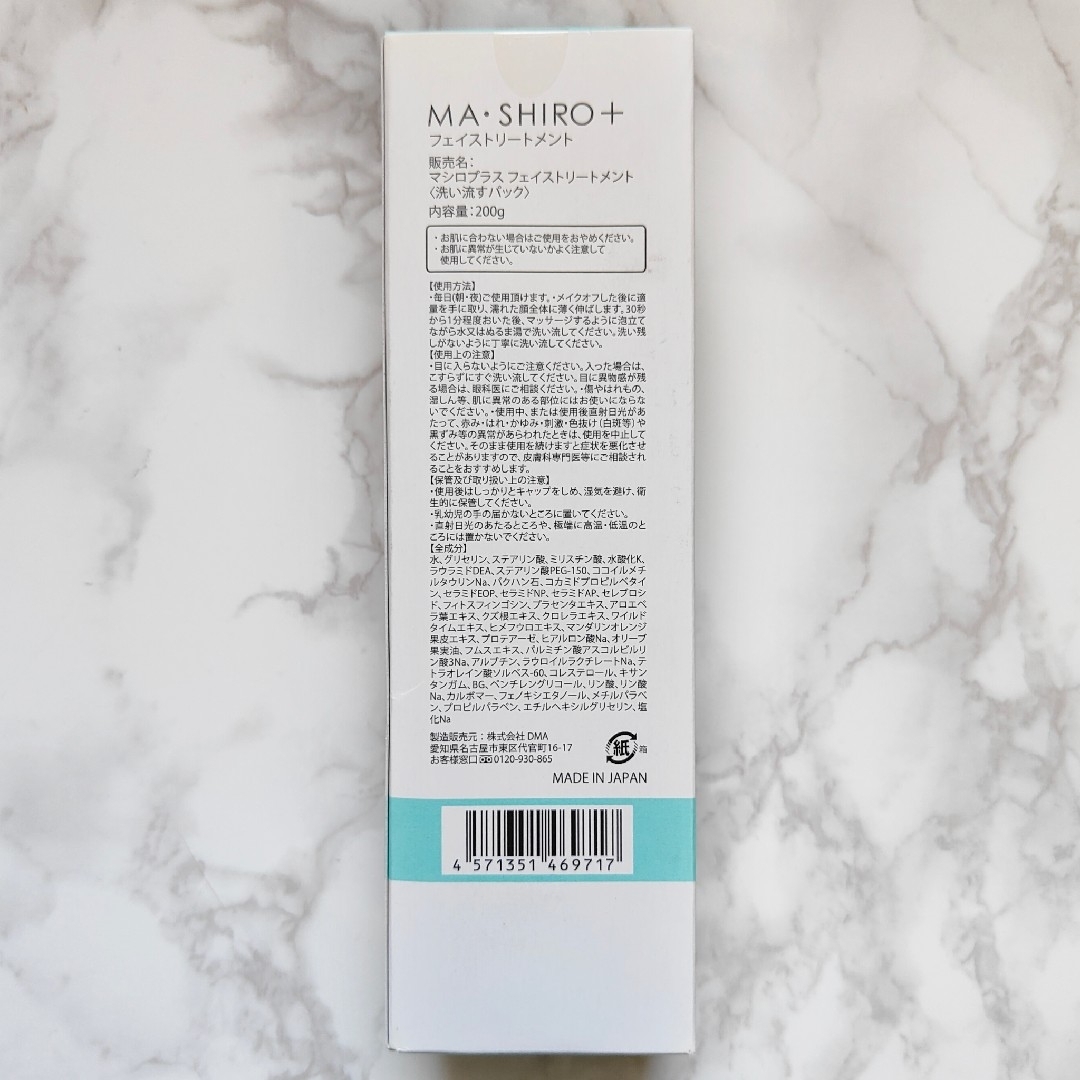 MA・SHIRO＋
フェイストリートメント
販売名：
マシロプラス フェイストリートメント
〈洗い流すパック〉
内容量：200g
・お肌に合わない場合はご使用をおやめください。
・お肌に異常が生じていないかよく注意して
使用してください。
【使用方法】
・毎日(朝・夜)ご使用頂けます。・メイクオフした後に適
量を手に取り、濡れた顔全体に薄く伸ばします。30秒
から1分程度おいた後、マッサージするように泡立て
ながら水又はぬるま湯で洗い流してください。洗い残
しがないように丁寧に洗い流してください。
【使用上の注意】
・目に入らないようにご注意ください。入った場合は、
こすらずにすぐ洗い流してください。目に異物感が残
る場合は、眼科医にご相談ください。・傷やはれもの、
湿しん等、肌に異常のある部位にはお使いにならな
いでください。・使用中、または使用後直射日光があ
たって、赤み・はれ・かゆみ・刺激・色抜け(白斑等)や
黒ずみ等の異常があらわれたときは、使用を中止して
ください。そのまま使用を続けますと症状を悪化させ
ることがありますので、皮膚科専門医等にご相談され
ることをおすすめします。
【保管及び取り扱い上の注意】
・使用後はしっかりとキャップをしめ、湿気を避け、衛
生的に保管してください。
・乳幼児の手の届かないところに置いてください。
・直射日光のあたるところや、極端に高温・低温のと
ころには置かないでください。
【全成分】
水、グリセリン、ステアリン酸、ミリスチン酸、水酸化K、
ラウラミドDEA、ステアリン酸PEG-150、ココイルメチ
ルタウリンNa、バクハン石、コカミドプロピルベタイ
ン、セラミドEOP、セラミドNP、セラミドAP、セレブロシ
ド、フィトスフィンゴシン、プラセンタエキス、アロエベ
ラ葉エキス、クズ根エキス、クロレラエキス、ワイルド
タイムエキス、ヒメフウロエキス、マンダリンオレンジ
果皮エキス、プロテアーゼ、ヒアルロン酸Na、オリーブ
果実油、フムスエキス、パルミチン酸アスコルビルリ
ン酸3Na、アルブチン、ラウロイルラクチレートNa、テ
トラオレイン酸ソルベス-60、コレステロール、キサン
タンガム、BG、ペンチレングリコール、リン酸、リン酸
Na、カルボマー、フェノキシエタノール、メチルパラベ
ン、プロピルパラベン、エチルヘキシルグリセリン、塩
化Na
製造販売元：株式会社 DMA
愛知県名古屋市東区代官町16-17
お客様窓口 0120-930-865
紙 箱
MADE IN JAPAN
4 571351 469717